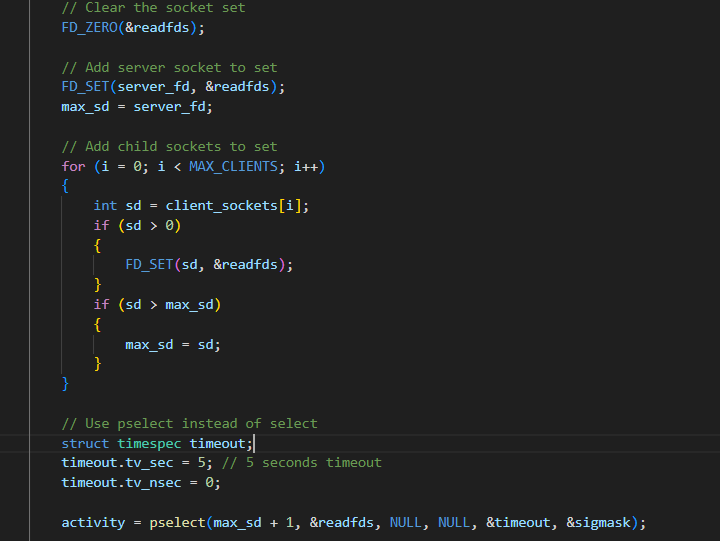 // Clear the socket set
FD_ZERO(&readfds);
// Add server socket to set
FD_SET(server_fd, &readfds);
max_sd = server_fd;
// Add child sockets to set
for (i = 0; i < MAX_CLIENTS; i++)
{
int sd = client_sockets[i];
if (sd > 0)
{
FD_SET(sd, &readfds);
}
if (sd > max_sd)
{
max_sd = sd;
}
}
// Use pselect instead of select
struct timespec timeout;
timeout.tv_sec = 5; // 5 seconds timeout
timeout.tv_nsec = 0;
activity = pselect(max_sd + 1, &readfds, NULL, NULL, &timeout, &sigmask);